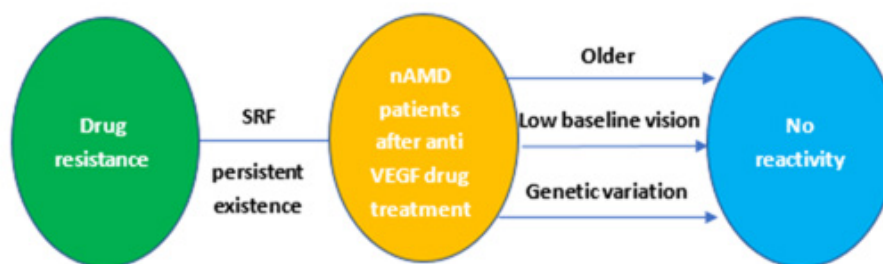 Drug
resistance
SRF
persistent
existence
nAMD
patients
after anti
VEGF drug
treatment
Older
Low baseline vision
Genetic variation
No
reactivity